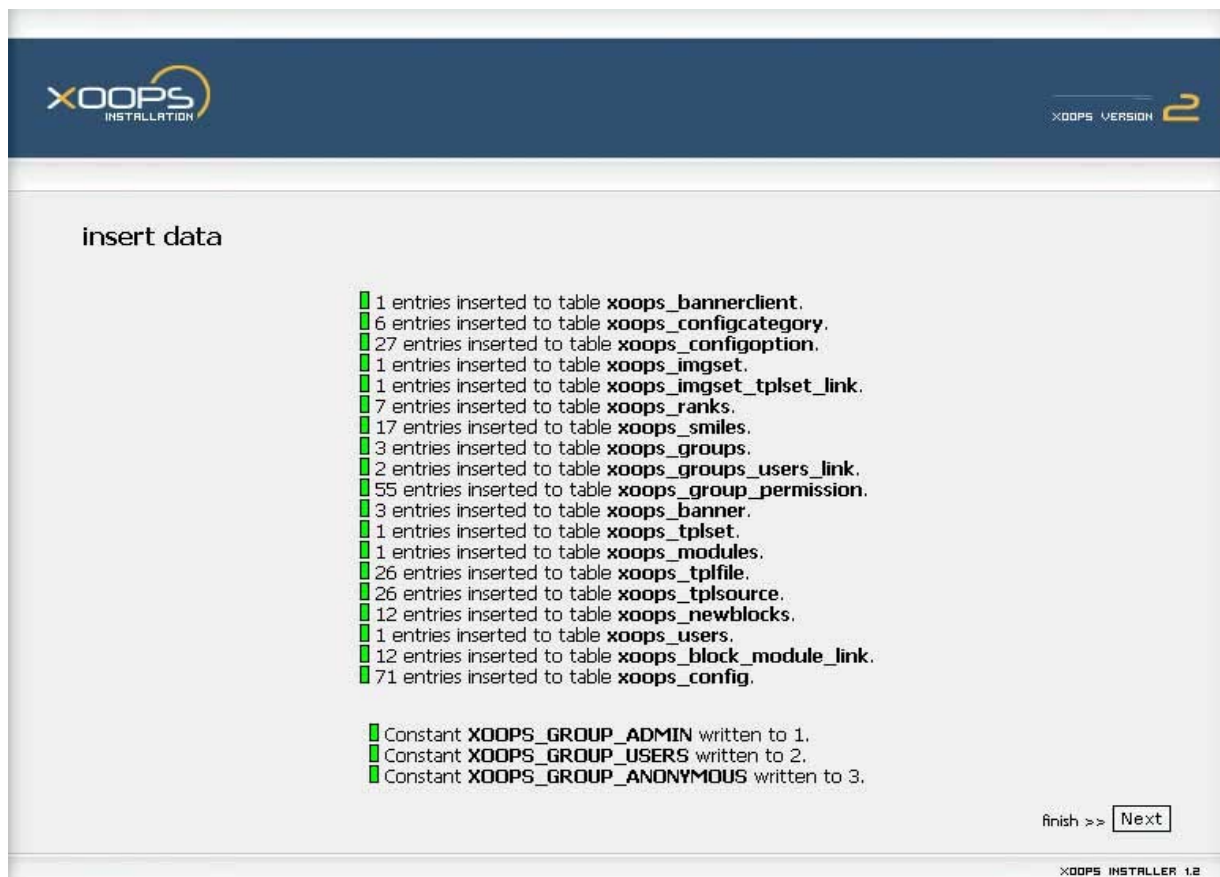 XOOPS
INSTALLATION
XOOPS VERSION 2
insert data
1 entries inserted to table xoops_bannerclient.
6 entries inserted to table xoops_configcategory.
27 entries inserted to table xoops_configoption.
1 entries inserted to table xoops_imgset.
1 entries inserted to table xoops_imgset_tplset_link.
7 entries inserted to table xoops_ranks.
17 entries inserted to table xoops_smiles.
3 entries inserted to table xoops_groups.
2 entries inserted to table xoops_groups_users_link.
55 entries inserted to table xoops_group_permission.
3 entries inserted to table xoops_banner.
1 entries inserted to table xoops_tplset.
1 entries inserted to table xoops_modules.
26 entries inserted to table xoops_tplfile.
26 entries inserted to table xoops_tplsource.
12 entries inserted to table xoops_newblocks.
1 entries inserted to table xoops_users.
12 entries inserted to table xoops_block_module_link.
71 entries inserted to table xoops_config.
Constant XOOPS_GROUP_ADMIN written to 1.
Constant XOOPS_GROUP_USERS written to 2.
Constant XOOPS_GROUP_ANONYMOUS written to 3.
finish >> Next
XOOPS INSTALLER 1.2